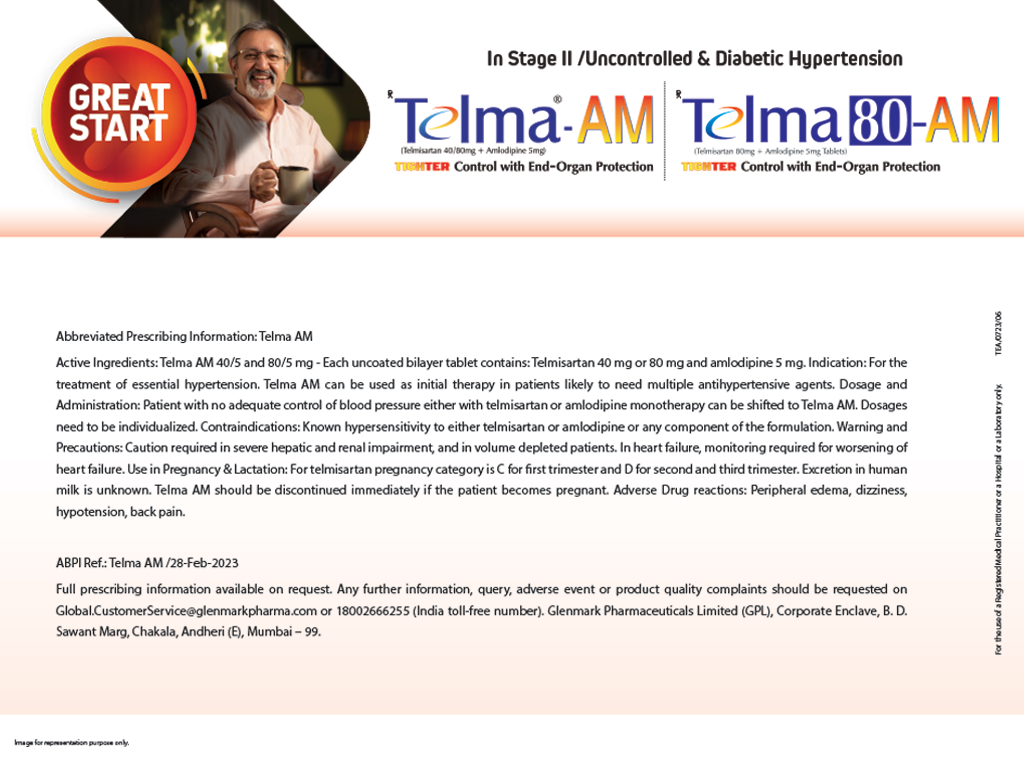 GREAT
START
In Stage II /Uncontrolled & Diabetic Hypertension
℞ Telma®-AM
(Telmisartan 40/80mg + Amlodipine 5mg)
TIGHTER Control with End-Organ Protection
℞ Telma 80-AM
(Telmisartan 80mg + Amlodipine 5mg Tablets)
TIGHTER Control with End-Organ Protection
Abbreviated Prescribing Information: Telma AM
Active Ingredients: Telma AM 40/5 and 80/5 mg - Each uncoated bilayer tablet contains: Telmisartan 40 mg or 80 mg and amlodipine 5 mg. Indication: For the
treatment of essential hypertension. Telma AM can be used as initial therapy in patients likely to need multiple antihypertensive agents. Dosage and
Administration: Patient with no adequate control of blood pressure either with telmisartan or amlodipine monotherapy can be shifted to Telma AM. Dosages
need to be individualized. Contraindications: Known hypersensitivity to either telmisartan or amlodipine or any component of the formulation. Warning and
Precautions: Caution required in severe hepatic and renal impairment, and in volume depleted patients. In heart failure, monitoring required for worsening of
heart failure. Use in Pregnancy & Lactation: For telmisartan pregnancy category is C for first trimester and D for second and third trimester. Excretion in human
milk is unknown. Telma AM should be discontinued immediately if the patient becomes pregnant. Adverse Drug reactions: Peripheral edema, dizziness,
hypotension, back pain.
ABPI Ref.: Telma AM /28-Feb-2023
Full prescribing information available on request. Any further information, query, adverse event or product quality complaints should be requested on
Global.CustomerService@glenmarkpharma.com or 18002666255 (India toll-free number). Glenmark Pharmaceuticals Limited (GPL), Corporate Enclave, B. D.
Sawant Marg, Chakala, Andheri (E), Mumbai – 99.
For the use of a Registered Medical Practitioner or a Hospital or a Laboratory only. TEA/0723/06
Image for representation purpose only.